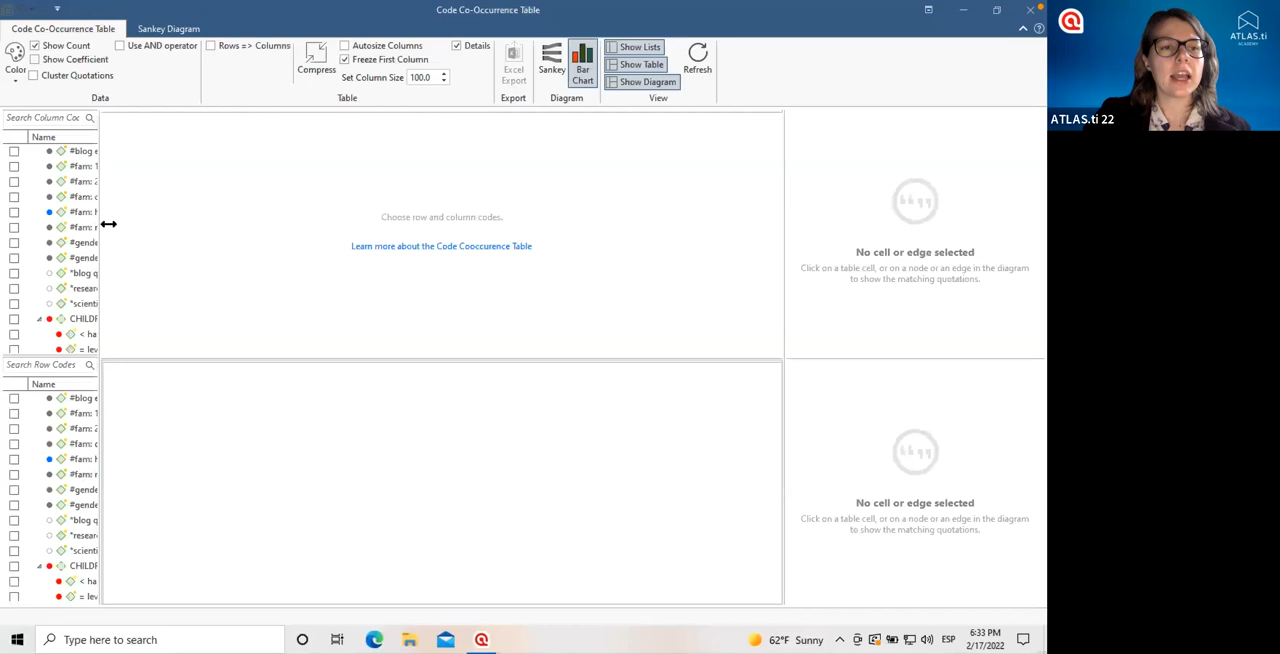 Code Co-Occurrence Table
Code Co-Occurrence Table
Sankey Diagram
Color
Show Count
Show Coefficient
Cluster Quotations
Use AND operator
Data
Rows => Columns
Compress
Autosize Columns
Freeze First Column
Set Column Size 100.0
Details
Table
Excel Export
Export
Sankey
Bar Chart
Diagram
Show Lists
Show Table
Show Diagram
View
Refresh
ATLAS.ti
ACADEMY
ATLAS.ti 22
Search Column Coc
Name
#blog e
#fam: 1
#fam: 2
#fam: c
#fam: h
#fam: r
#gende
#gende
*blog q
*resear
*scienti
CHILDF
< ha
= lev
Choose row and column codes.
Learn more about the Code Cooccurence Table
No cell or edge selected
Click on a table cell, or on a node or an edge in the diagram
to show the matching quotations.
Search Row Codes
Name
#blog e
#fam: 1
#fam: 2
#fam: c
#fam: h
#fam: r
#gende
#gende
*blog q
*resear
*scienti
CHILDF
< ha
= lev
No cell or edge selected
Click on a table cell, or on a node or an edge in the diagram
to show the matching quotations.
Type here to search
62°F Sunny
ESP
6:33 PM
2/17/2022